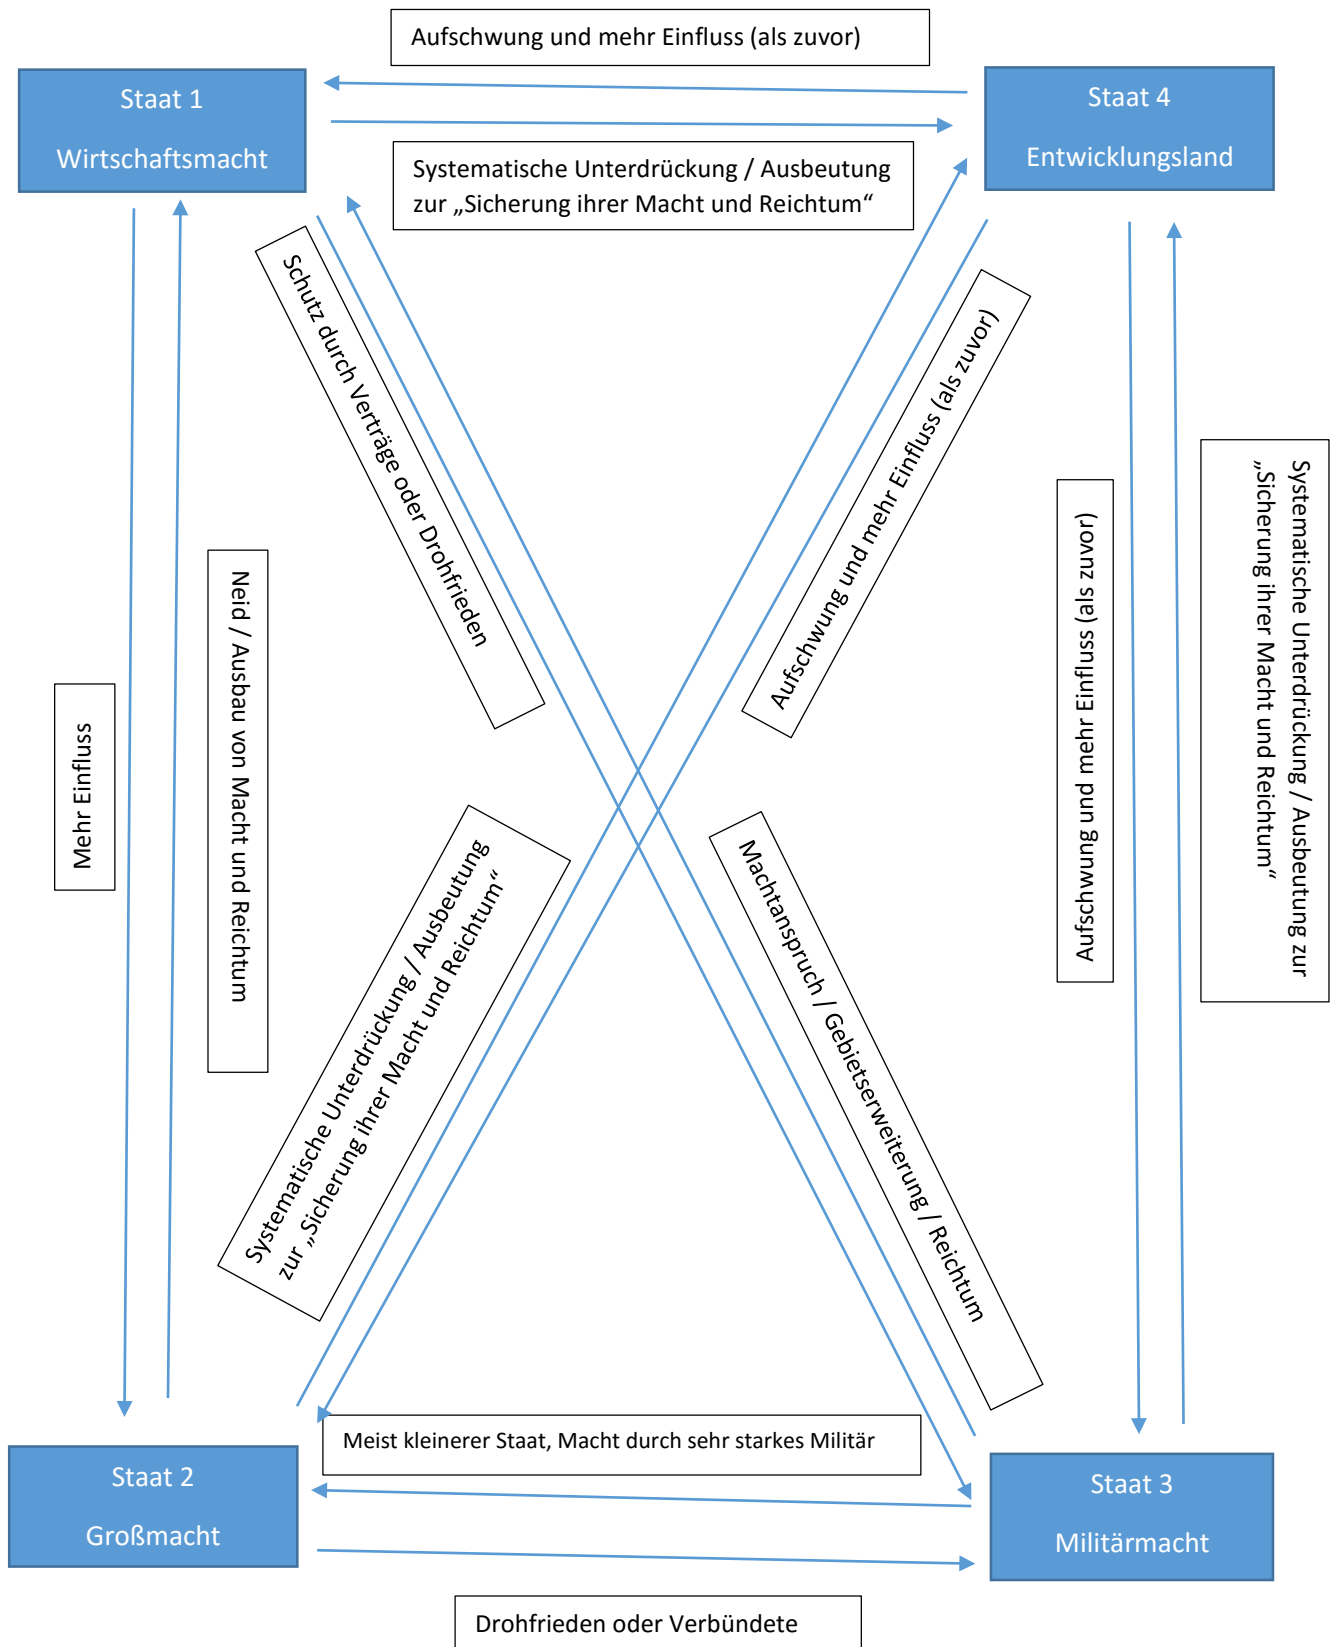 Aufschwung und mehr Einfluss (als zuvor)
Staat 1
Wirtschaftsmacht
Staat 4
Entwicklungsland
Systematische Unterdrückung / Ausbeutung
zur „Sicherung ihrer Macht und Reichtum“
Schutz durch Verträge oder Drohfrieden
Aufschwung und mehr Einfluss (als zuvor)
Mehr Einfluss
Neid / Ausbau von Macht und Reichtum
Aufschwung und mehr Einfluss (als zuvor)
Systematische Unterdrückung / Ausbeutung zur
„Sicherung ihrer Macht und Reichtum“
Systematische Unterdrückung / Ausbeutung
zur „Sicherung ihrer Macht und Reichtum“
Machtanspruch / Gebietserweiterung / Reichtum
Meist kleinerer Staat, Macht durch sehr starkes Militär
Staat 2
Großmacht
Staat 3
Militärmacht
Drohfrieden oder Verbündete